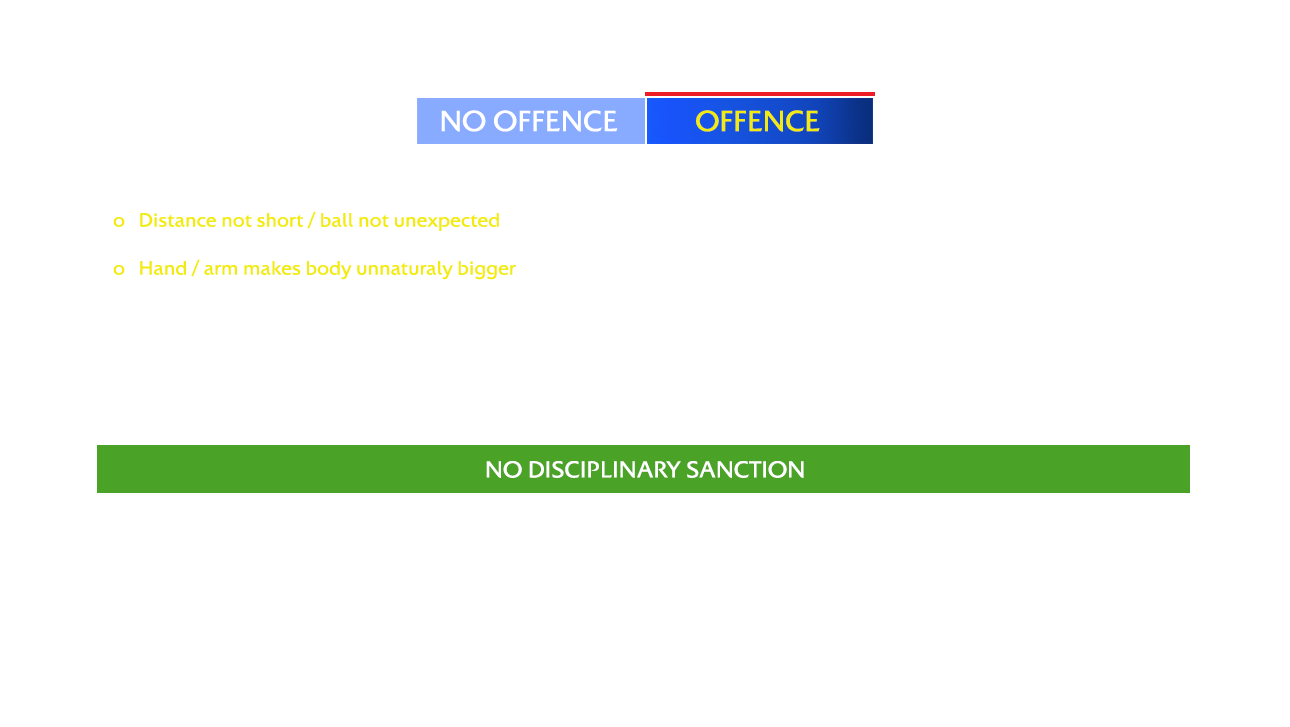 NO OFFENCE OFFENCE
o Distance not short / ball not unexpected
o Hand / arm makes body unnaturaly bigger
NO DISCIPLINARY SANCTION